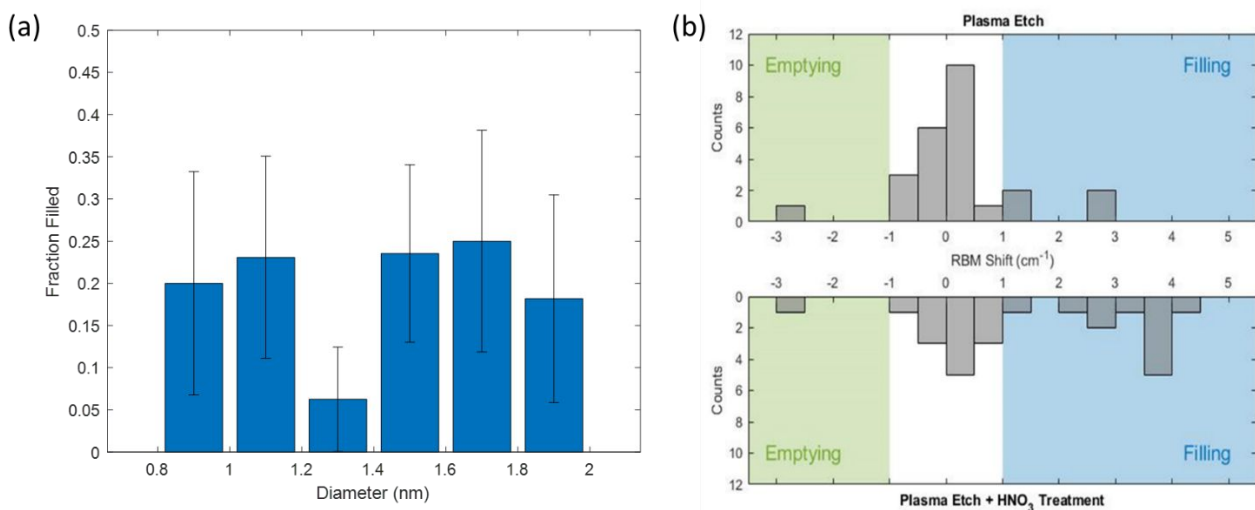 (a)
0.5
0.45
0.4
0.35
0.3
0.25
0.2
0.15
0.1
0.05
0
Fraction Filled
0.8 1 1.2 1.4 1.6 1.8 2
Diameter (nm)
(b)
Plasma Etch
12
10
8
6
4
2
0
Counts
Emptying
Filling
-3 -2 -1 0 1 2 3 4 5
RBM Shift (cm⁻¹)
-3 -2 -1 0 1 2 3 4 5
0
2
4
6
8
10
12
Counts
Emptying
Filling
Plasma Etch + HNO₃ Treatment